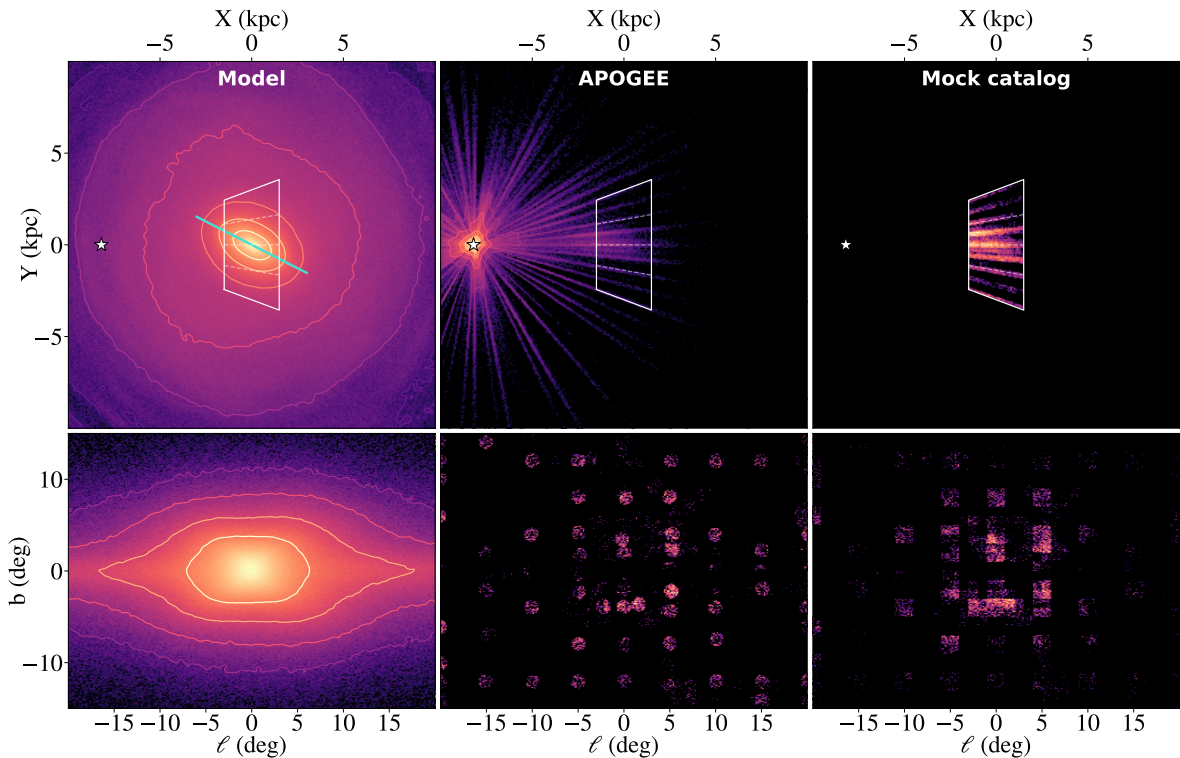 X (kpc) X (kpc) X (kpc)
−5 0 5 −5 0 5 −5 0 5
Model APOGEE Mock catalog
Y (kpc)
5
0
−5
b (deg)
10
0
−10
−15 −10 −5 0 5 10 15 −15 −10 −5 0 5 10 15 −15 −10 −5 0 5 10 15
ℓ (deg) ℓ (deg) ℓ (deg)